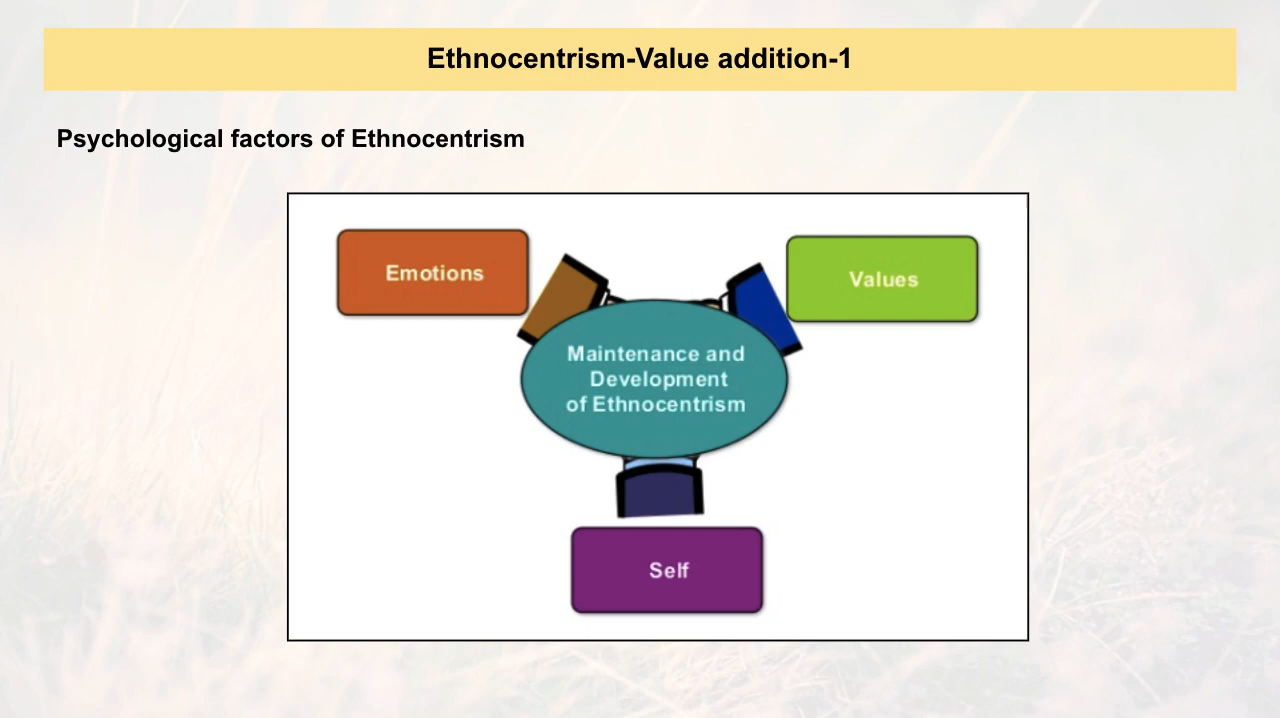 Ethnocentrism-Value addition-1
Psychological factors of Ethnocentrism
Emotions
Values
Maintenance and
Development
of Ethnocentrism
Self